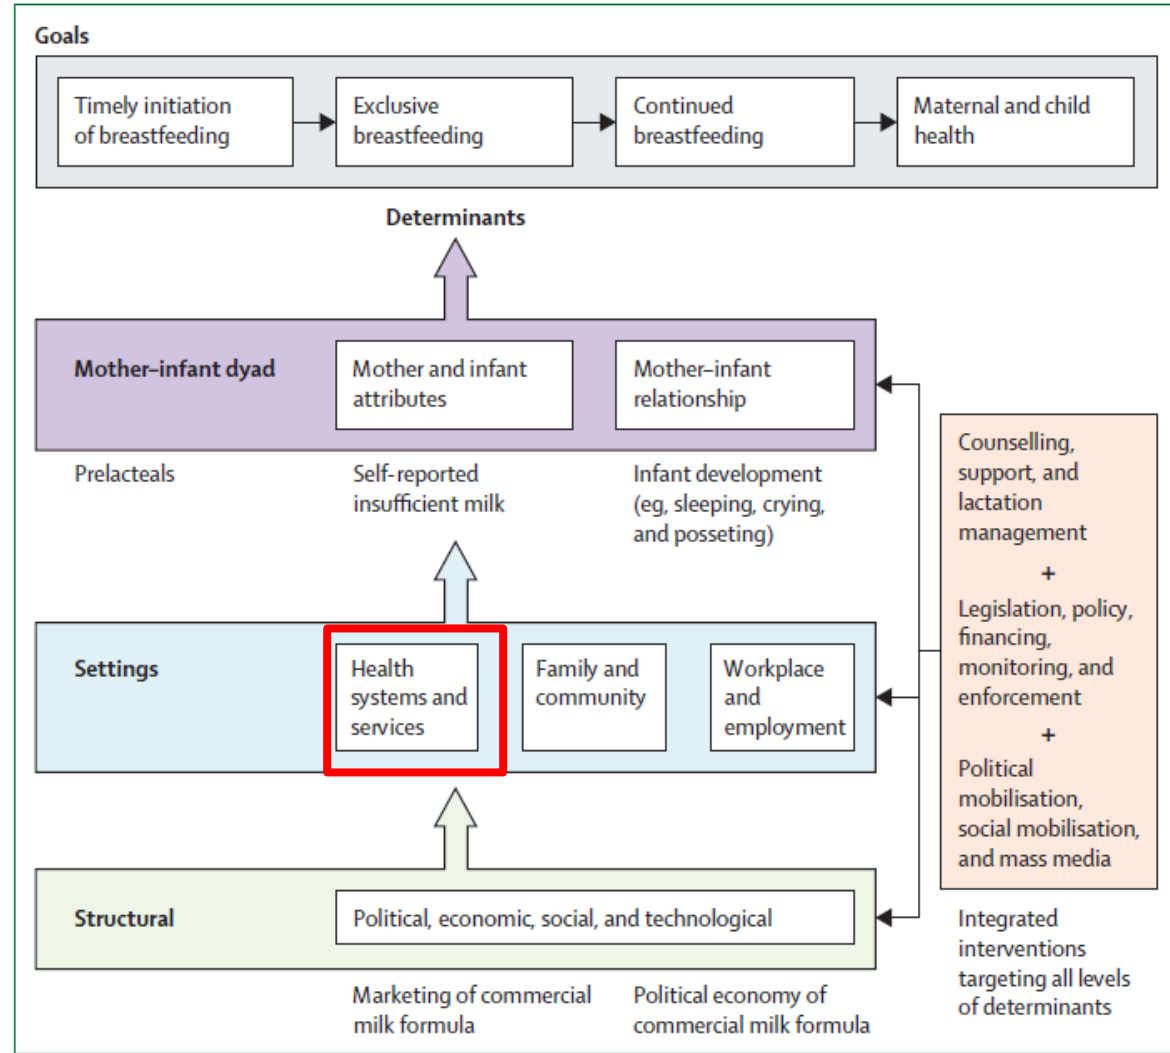 Goals
Timely initiation
of breastfeeding
Exclusive
breastfeeding
Continued
breastfeeding
Maternal and child
health
Determinants
Mother–infant dyad
Mother and infant
attributes
Mother–infant
relationship
Prelacteals
Self-reported
insufficient milk
Infant development
(eg, sleeping, crying,
and posseting)
Settings
Health
systems and
services
Family and
community
Workplace
and
employment
Structural
Political, economic, social, and technological
Marketing of commercial
milk formula
Political economy of
commercial milk formula
Counselling,
support, and
lactation
management
+
Legislation, policy,
financing,
monitoring, and
enforcement
+
Political
mobilisation,
social mobilisation,
and mass media
Integrated
interventions
targeting all levels
of determinants